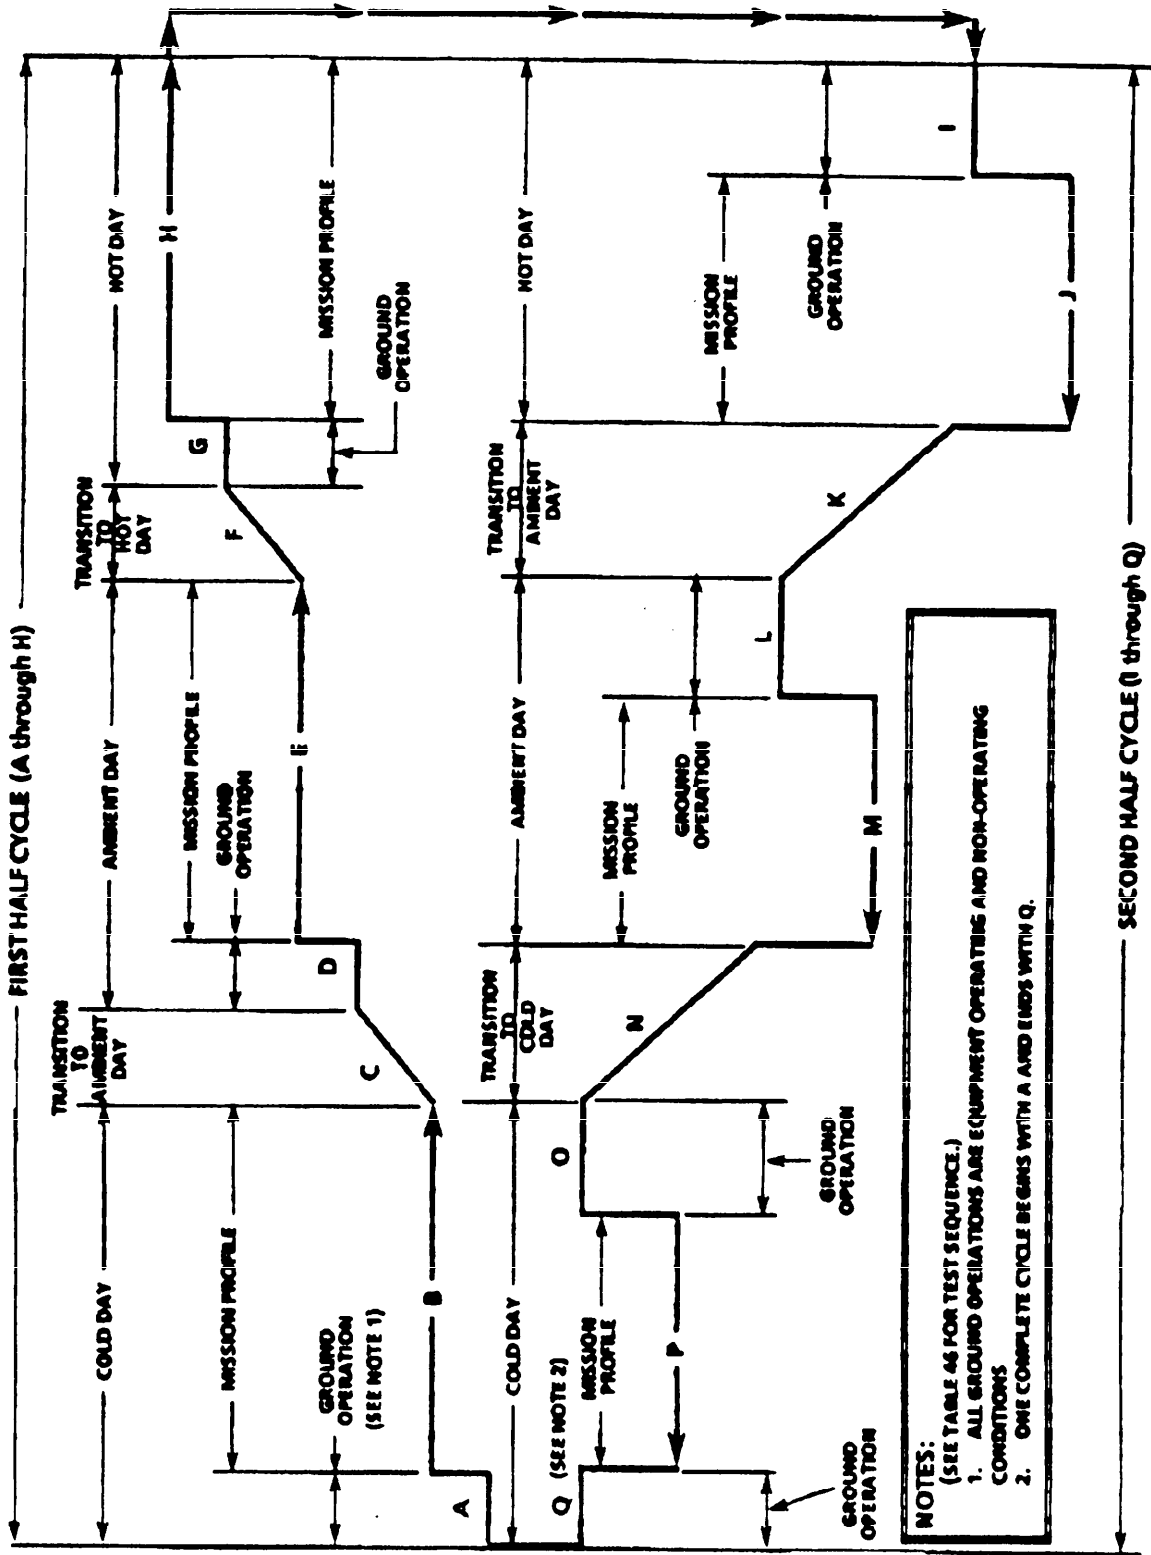 FIRST HALF CYCLE (A through H)
COLD DAY
TRANSITION
TO
AMBIENT
DAY
AMBIENT DAY
TRANSITION
TO
HOT
DAY
HOT DAY
MISSION PROFILE
GROUND
OPERATION
(SEE NOTE 1)
MISSION PROFILE
GROUND
OPERATION
MISSION PROFILE
GROUND
OPERATION
A
B
C
D
E
F
G
H
COLD DAY
TRANSITION
TO
COLD
DAY
AMBIENT DAY
TRANSITION
TO
AMBIENT
DAY
HOT DAY
Q
(SEE NOTE 2)
MISSION
PROFILE
P
O
GROUND
OPERATION
GROUND
OPERATION
N
MISSION
PROFILE
GROUND
OPERATION
M
L
K
MISSION
PROFILE
GROUND
OPERATION
J
I
NOTES:
(SEE TABLE 46 FOR TEST SEQUENCE.)
1. ALL GROUND OPERATIONS ARE EQUIPMENT OPERATING AND NON-OPERATING
CONDITIONS
2. ONE COMPLETE CYCLE BEGINS WITH A AND ENDS WITH Q.
SECOND HALF CYCLE (I through Q)